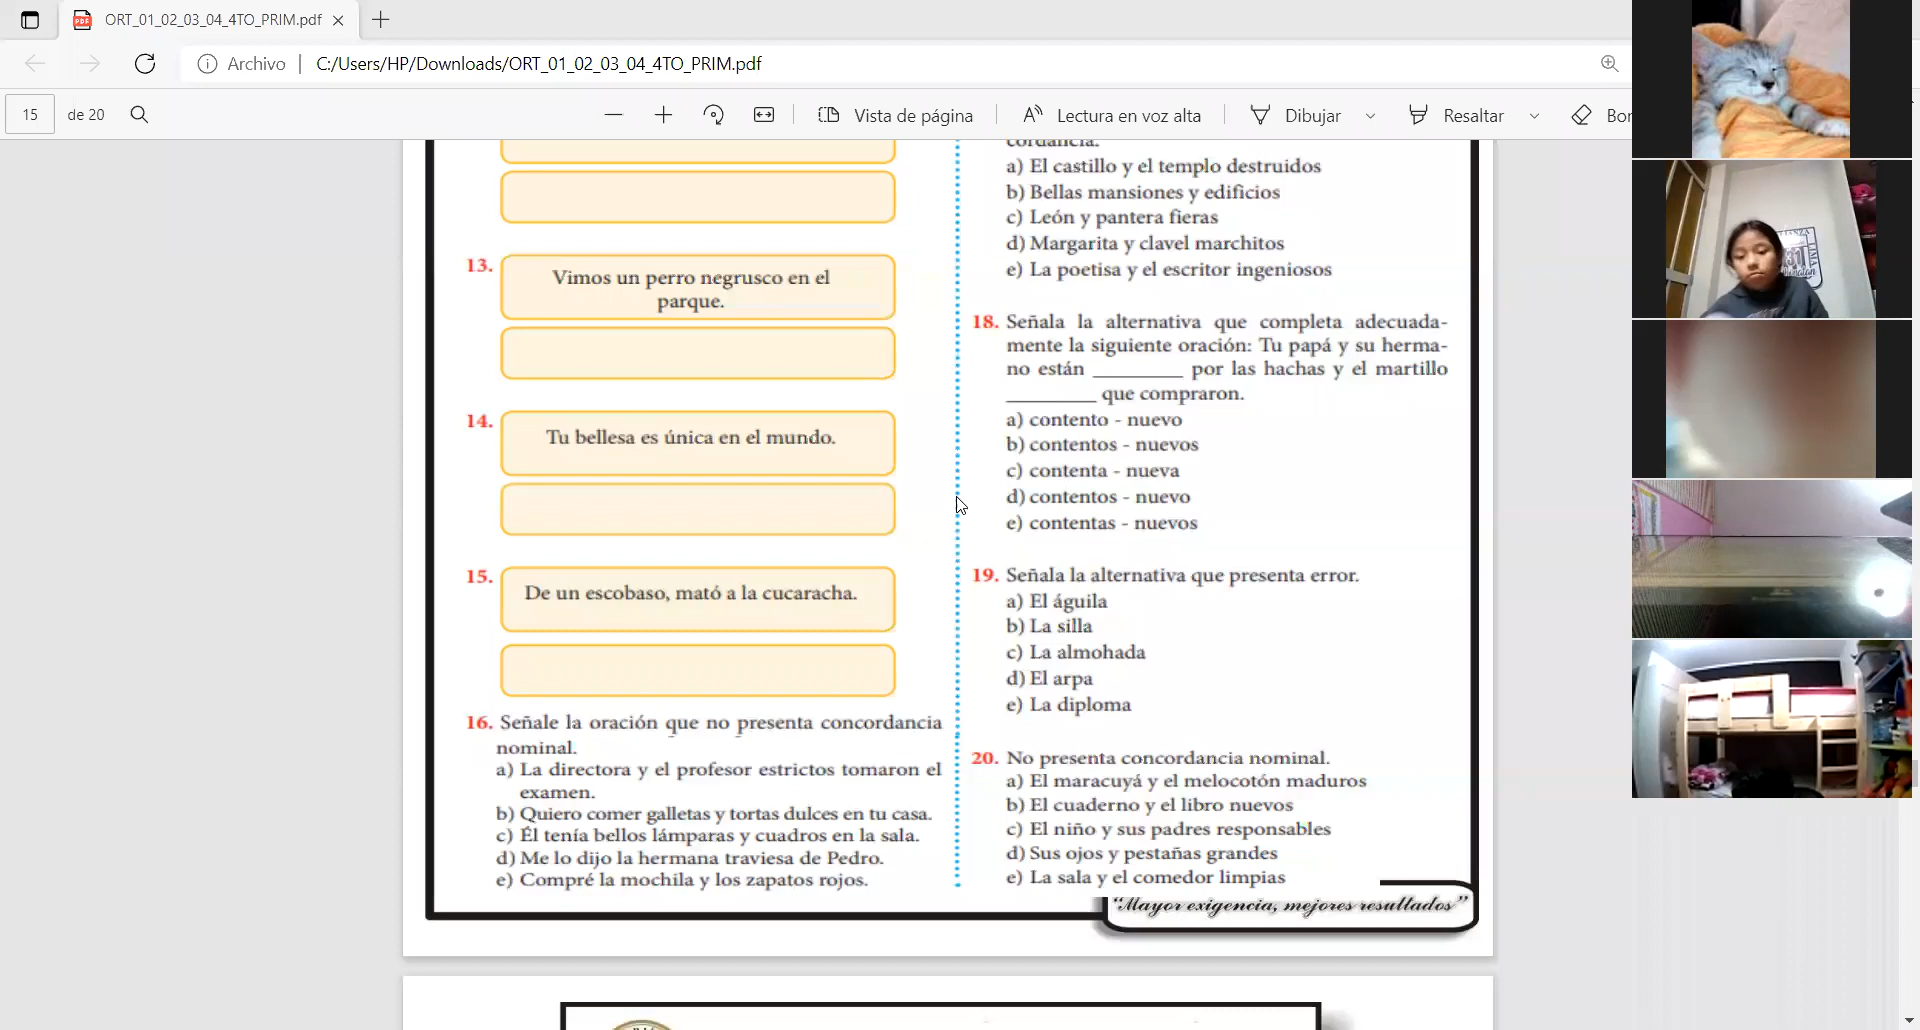 ORT_01_02_03_04_4TO_PRIM.pdf
Archivo
C:/Users/HP/Downloads/ORT_01_02_03_04_4TO_PRIM.pdf
15
de 20
Vista de página
Lectura en voz alta
Dibujar
Resaltar
Bor
13.
Vimos un perro negrusco en el
parque.
14.
Tu bellesa es única en el mundo.
15.
De un escobaso, mató a la cucaracha.
16. Señale la oración que no presenta concordancia
nominal.
a) La directora y el profesor estrictos tomaron el
examen.
b) Quiero comer galletas y tortas dulces en tu casa.
c) Él tenía bellos lámparas y cuadros en la sala.
d) Me lo dijo la hermana traviesa de Pedro.
e) Compré la mochila y los zapatos rojos.
cordancia.
a) El castillo y el templo destruidos
b) Bellas mansiones y edificios
c) León y pantera fieras
d) Margarita y clavel marchitos
e) La poetisa y el escritor ingeniosos
18. Señala la alternativa que completa adecuada-
mente la siguiente oración: Tu papá y su herma-
no están _________ por las hachas y el martillo
_________ que compraron.
a) contento - nuevo
b) contentos - nuevos
c) contenta - nueva
d) contentos - nuevo
e) contentas - nuevos
19. Señala la alternativa que presenta error.
a) El águila
b) La silla
c) La almohada
d) El arpa
e) La diploma
20. No presenta concordancia nominal.
a) El maracuyá y el melocotón maduros
b) El cuaderno y el libro nuevos
c) El niño y sus padres responsables
d) Sus ojos y pestañas grandes
e) La sala y el comedor limpias
"Mayor exigencia, mejores resultados"
31